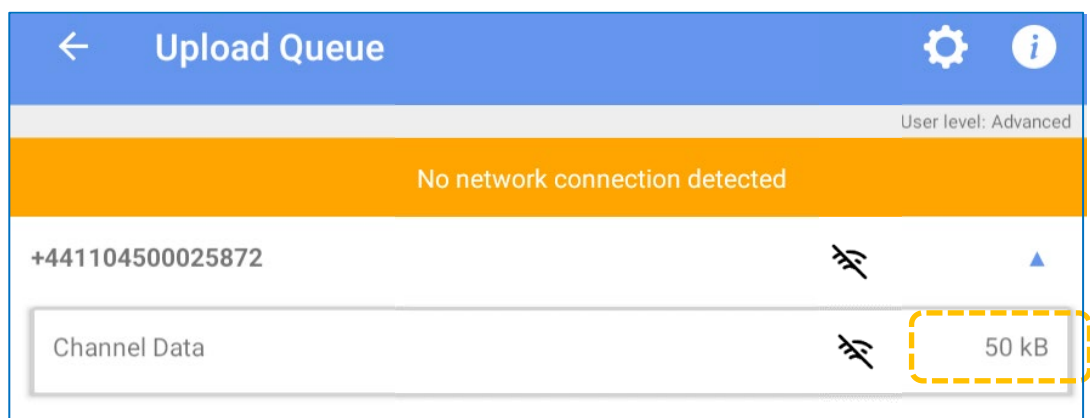 Upload Queue
User level: Advanced
No network connection detected
+441104500025872
Channel Data 50 kB